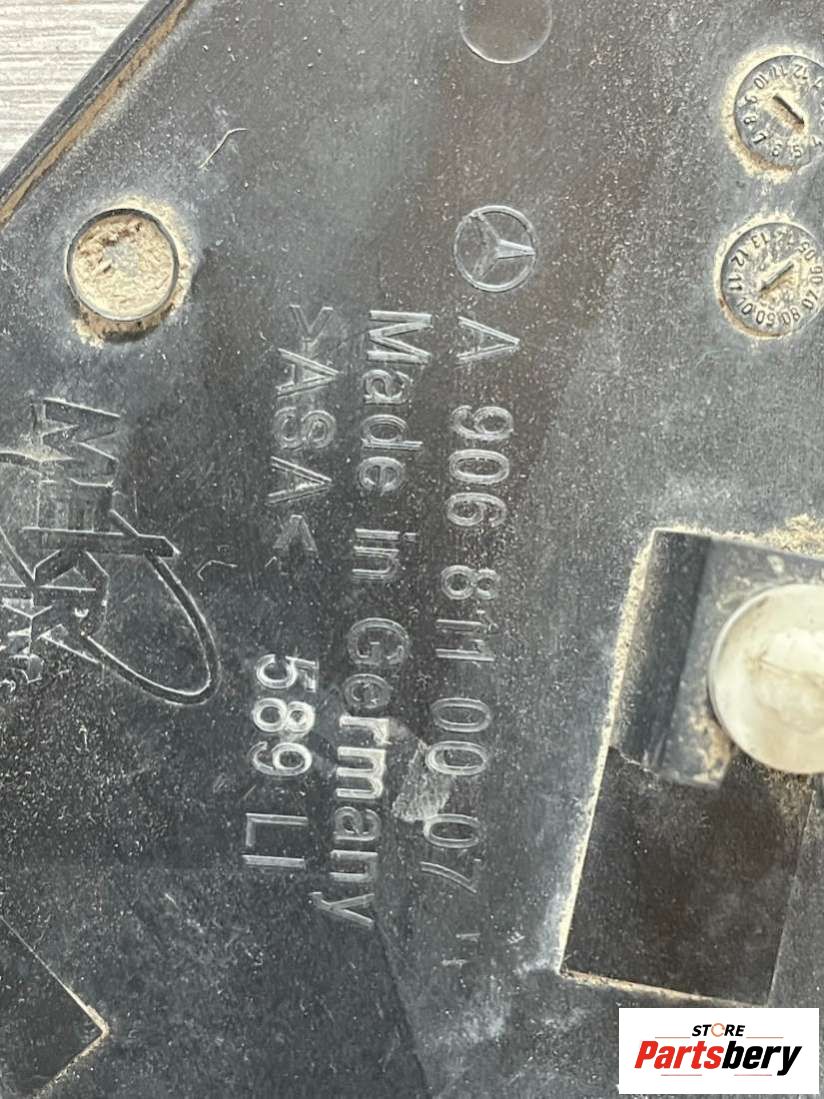 A 906 811 00 07
Made in Germany
>ASA<
589 LI
STORE
Partsbery